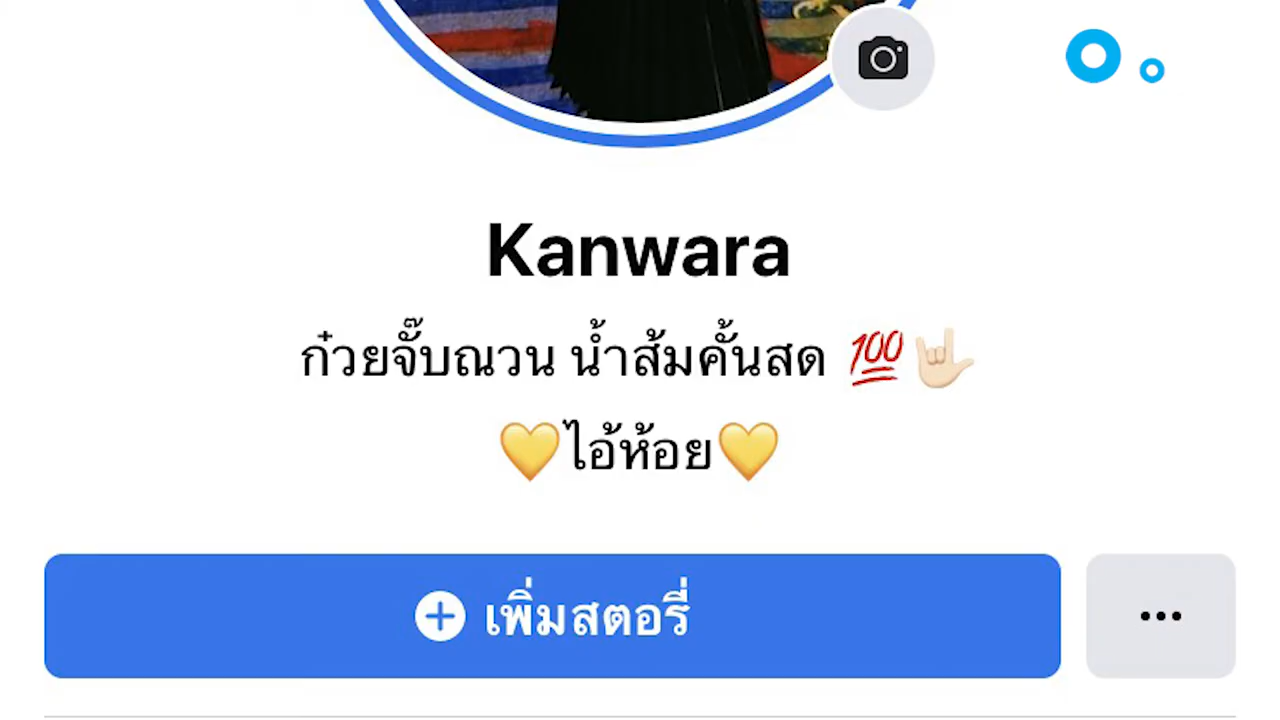 Kanwara
ก๋วยจั๊บณวน น้ำส้มคั้นสด 💯🤟🏻
💛ไอ้ห้อย💛
เพิ่มสตอรี่